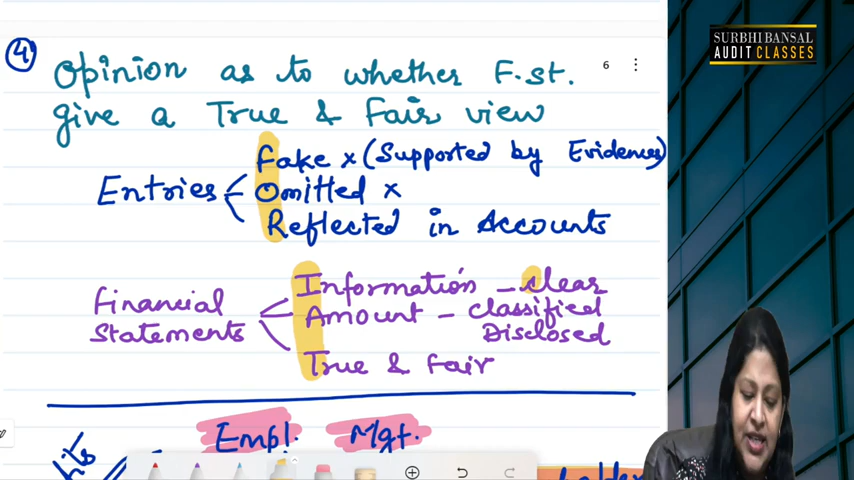 SURBHI BANSAL
AUDIT CLASSES
6
4
Opinion as to whether F.st.
give a True & Fair view
Entries
Fake x (Supported by Evidences)
Omitted x
Reflected in Accounts
Financial
Statements
Information - clear
Amount - classified
Disclosed
True & Fair
Empl. Mgt.